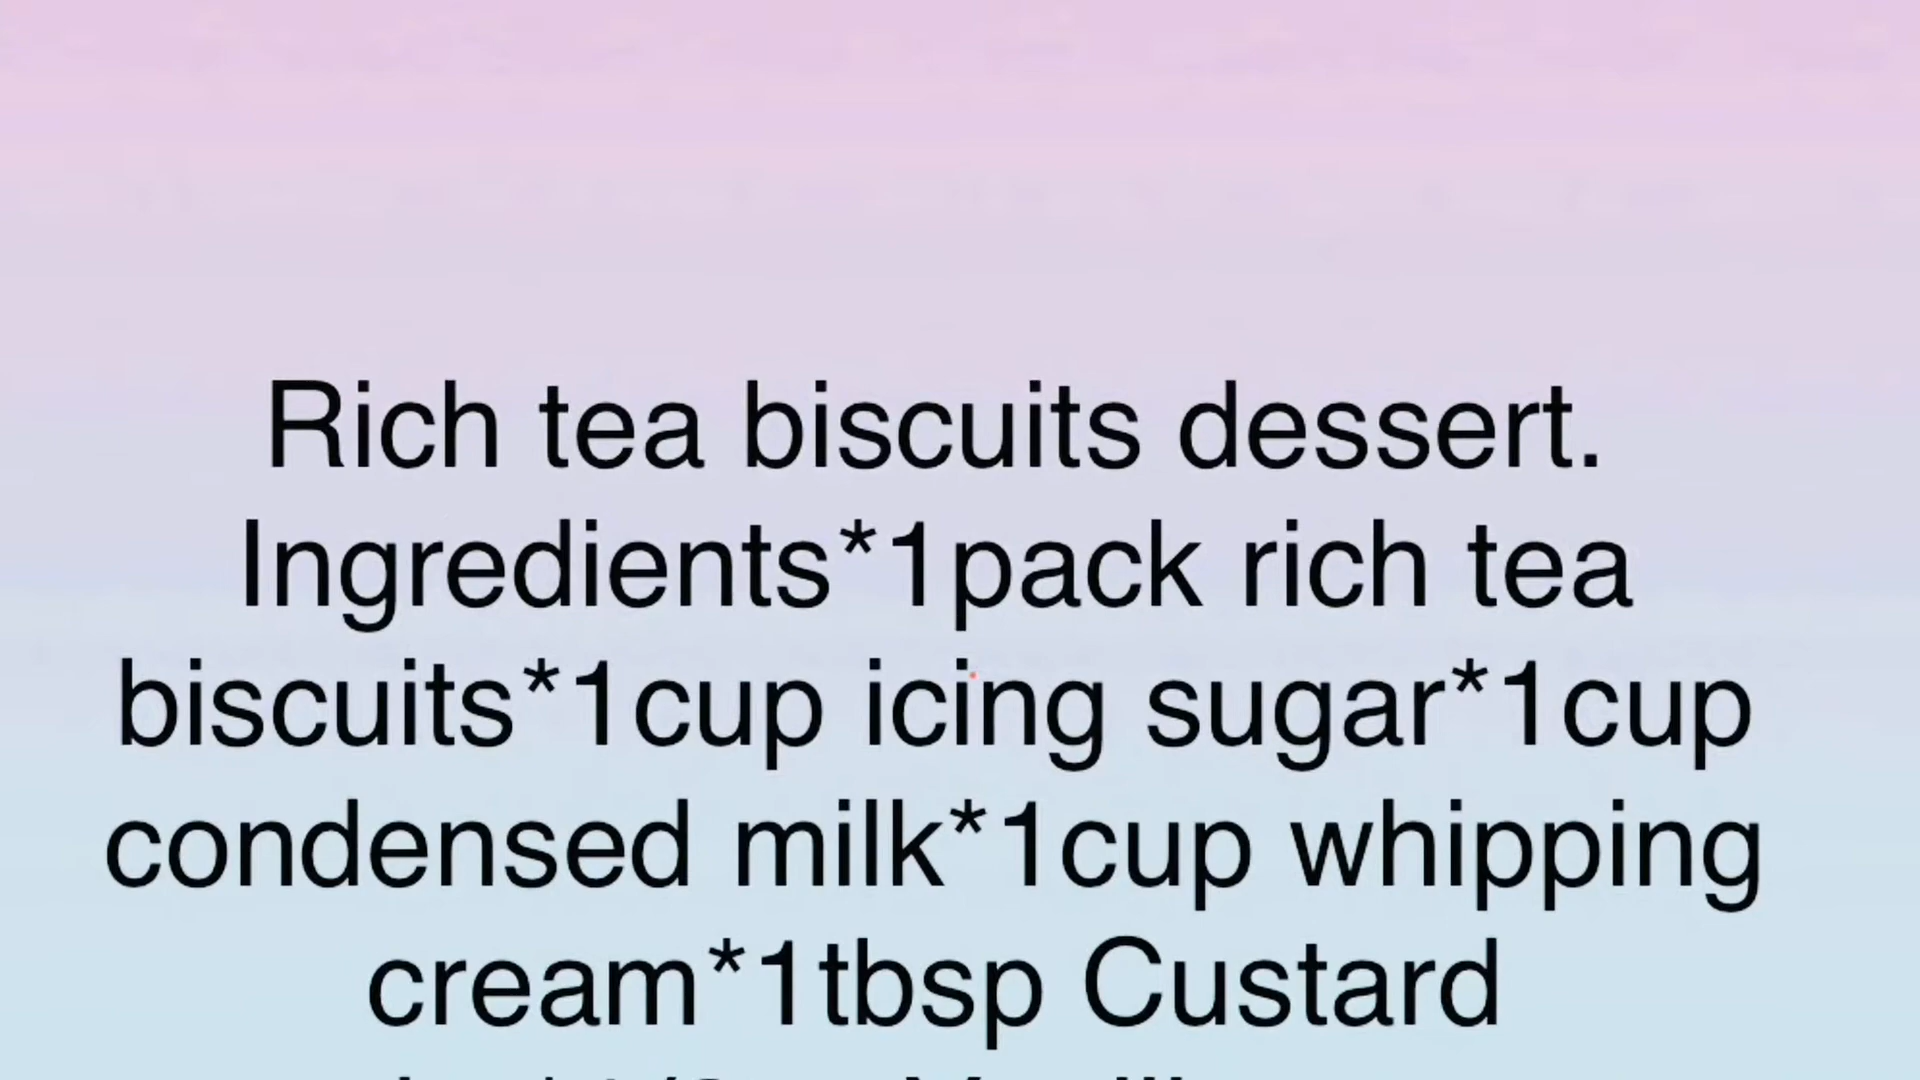 Rich tea biscuits dessert.
Ingredients*1pack rich tea
biscuits*1cup icing sugar*1cup
condensed milk*1cup whipping
cream*1tbsp Custard